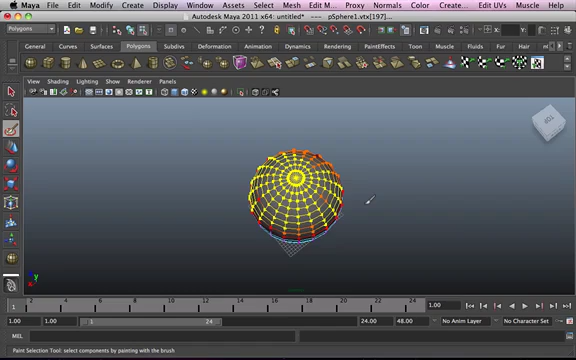 Maya File Edit Modify Create Display Window Assets Select Mesh Edit M... Proxy Normals Color Create UVs Edit UVs Muscle Help
Autodesk Maya 2011 x64: untitled* --- pSphere1.vtx[197]...
Polygons X: Y:
General Curves Surfaces Polygons Subdivs Deformation Animation Dynamics Rendering PaintEffects Toon Muscle Fluids Fur Hair
View Shading Lighting Show Renderer Panels
TOP
y
x
1 2 4 6 8 10 12 14 16 18 20 22 24 1.00
1.00 1.00 1 24 24.00 48.00 No Anim Layer No Character Set
MEL
Paint Selection Tool: select components by painting with the brush